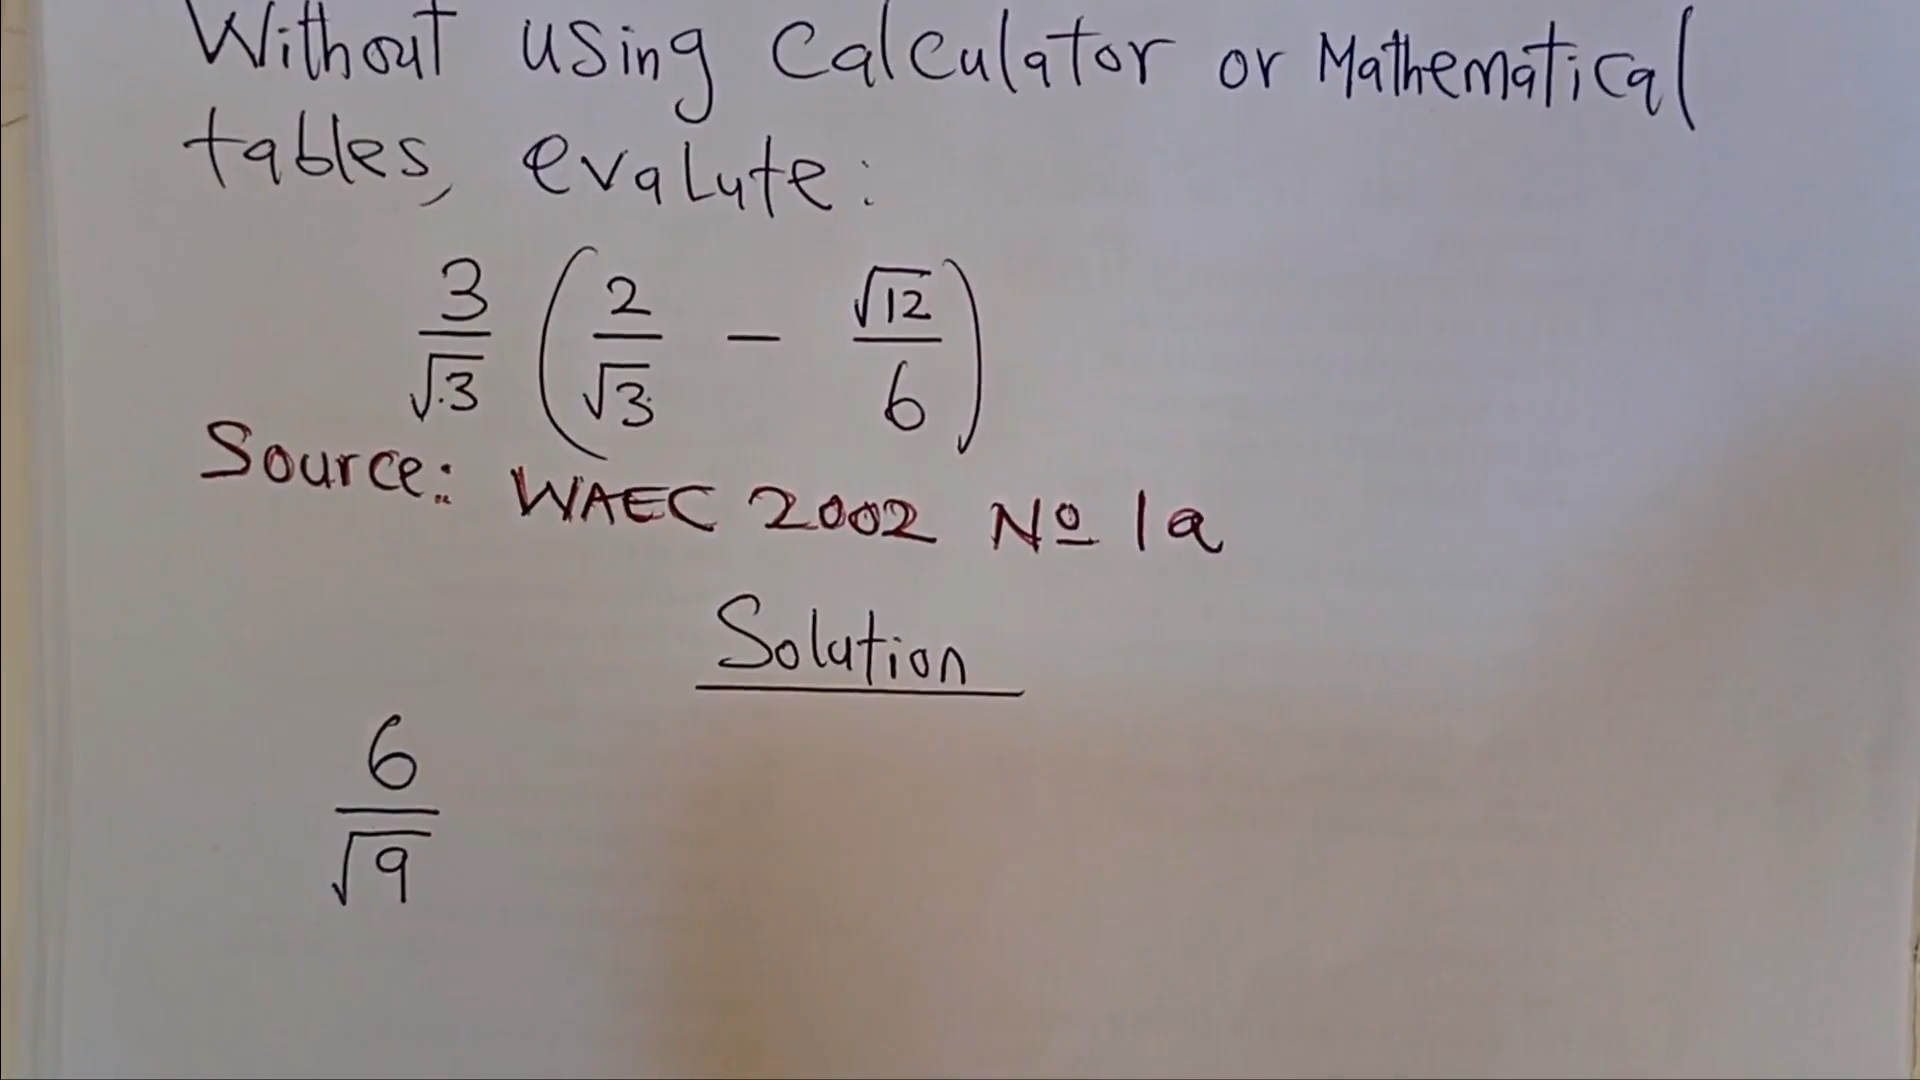 Without using Calculator or Mathematical
tables, evalute:
3/√3 (2/√3 - √12/6)
Source: WAEC 2002 Nº 1a
Solution
6/√9